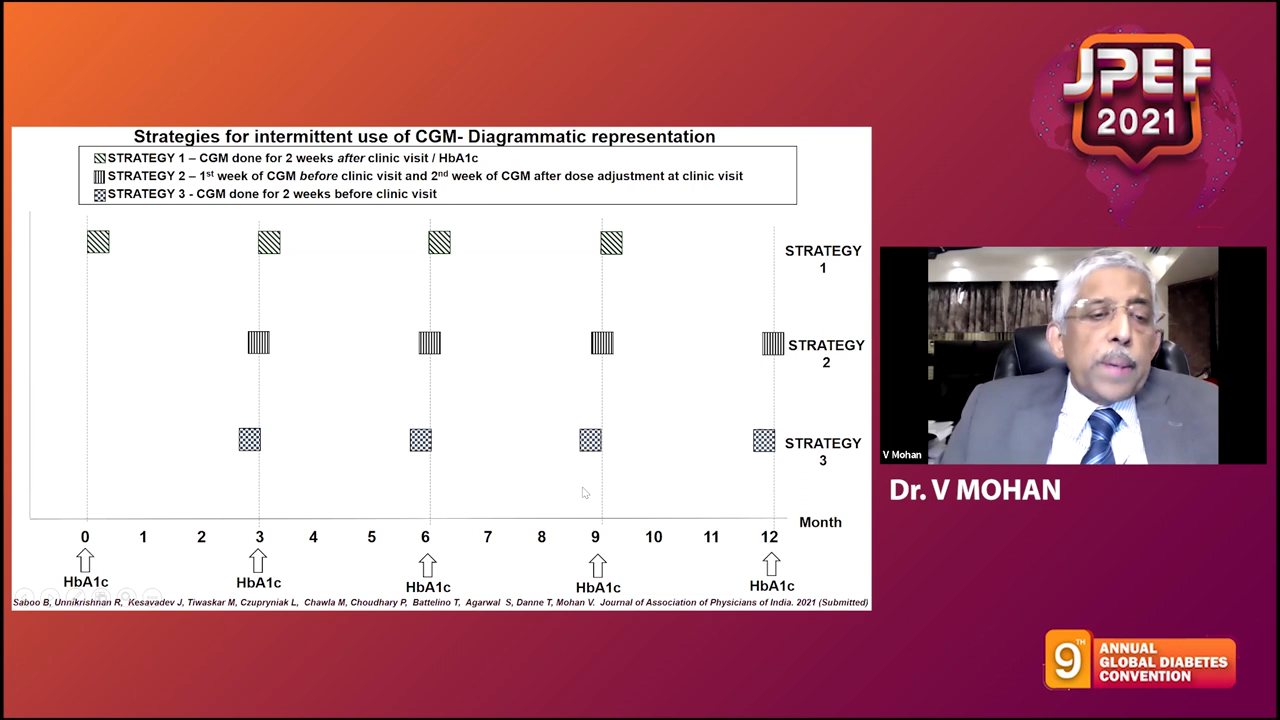 JPEF
2021
Strategies for intermittent use of CGM- Diagrammatic representation
STRATEGY 1 – CGM done for 2 weeks after clinic visit / HbA1c
STRATEGY 2 – 1st week of CGM before clinic visit and 2nd week of CGM after dose adjustment at clinic visit
STRATEGY 3 - CGM done for 2 weeks before clinic visit
STRATEGY
1
STRATEGY
2
STRATEGY
3
Month
0 1 2 3 4 5 6 7 8 9 10 11 12
HbA1c HbA1c HbA1c HbA1c HbA1c
Saboo B, Unnikrishnan R, Kesavadev J, Tiwaskar M, Czupryniak L, Chawla M, Choudhary P, Battelino T, Agarwal S, Danne T, Mohan V. Journal of Association of Physicians of India. 2021 (Submitted)
V Mohan
Dr. V MOHAN
9TH
ANNUAL
GLOBAL DIABETES
CONVENTION